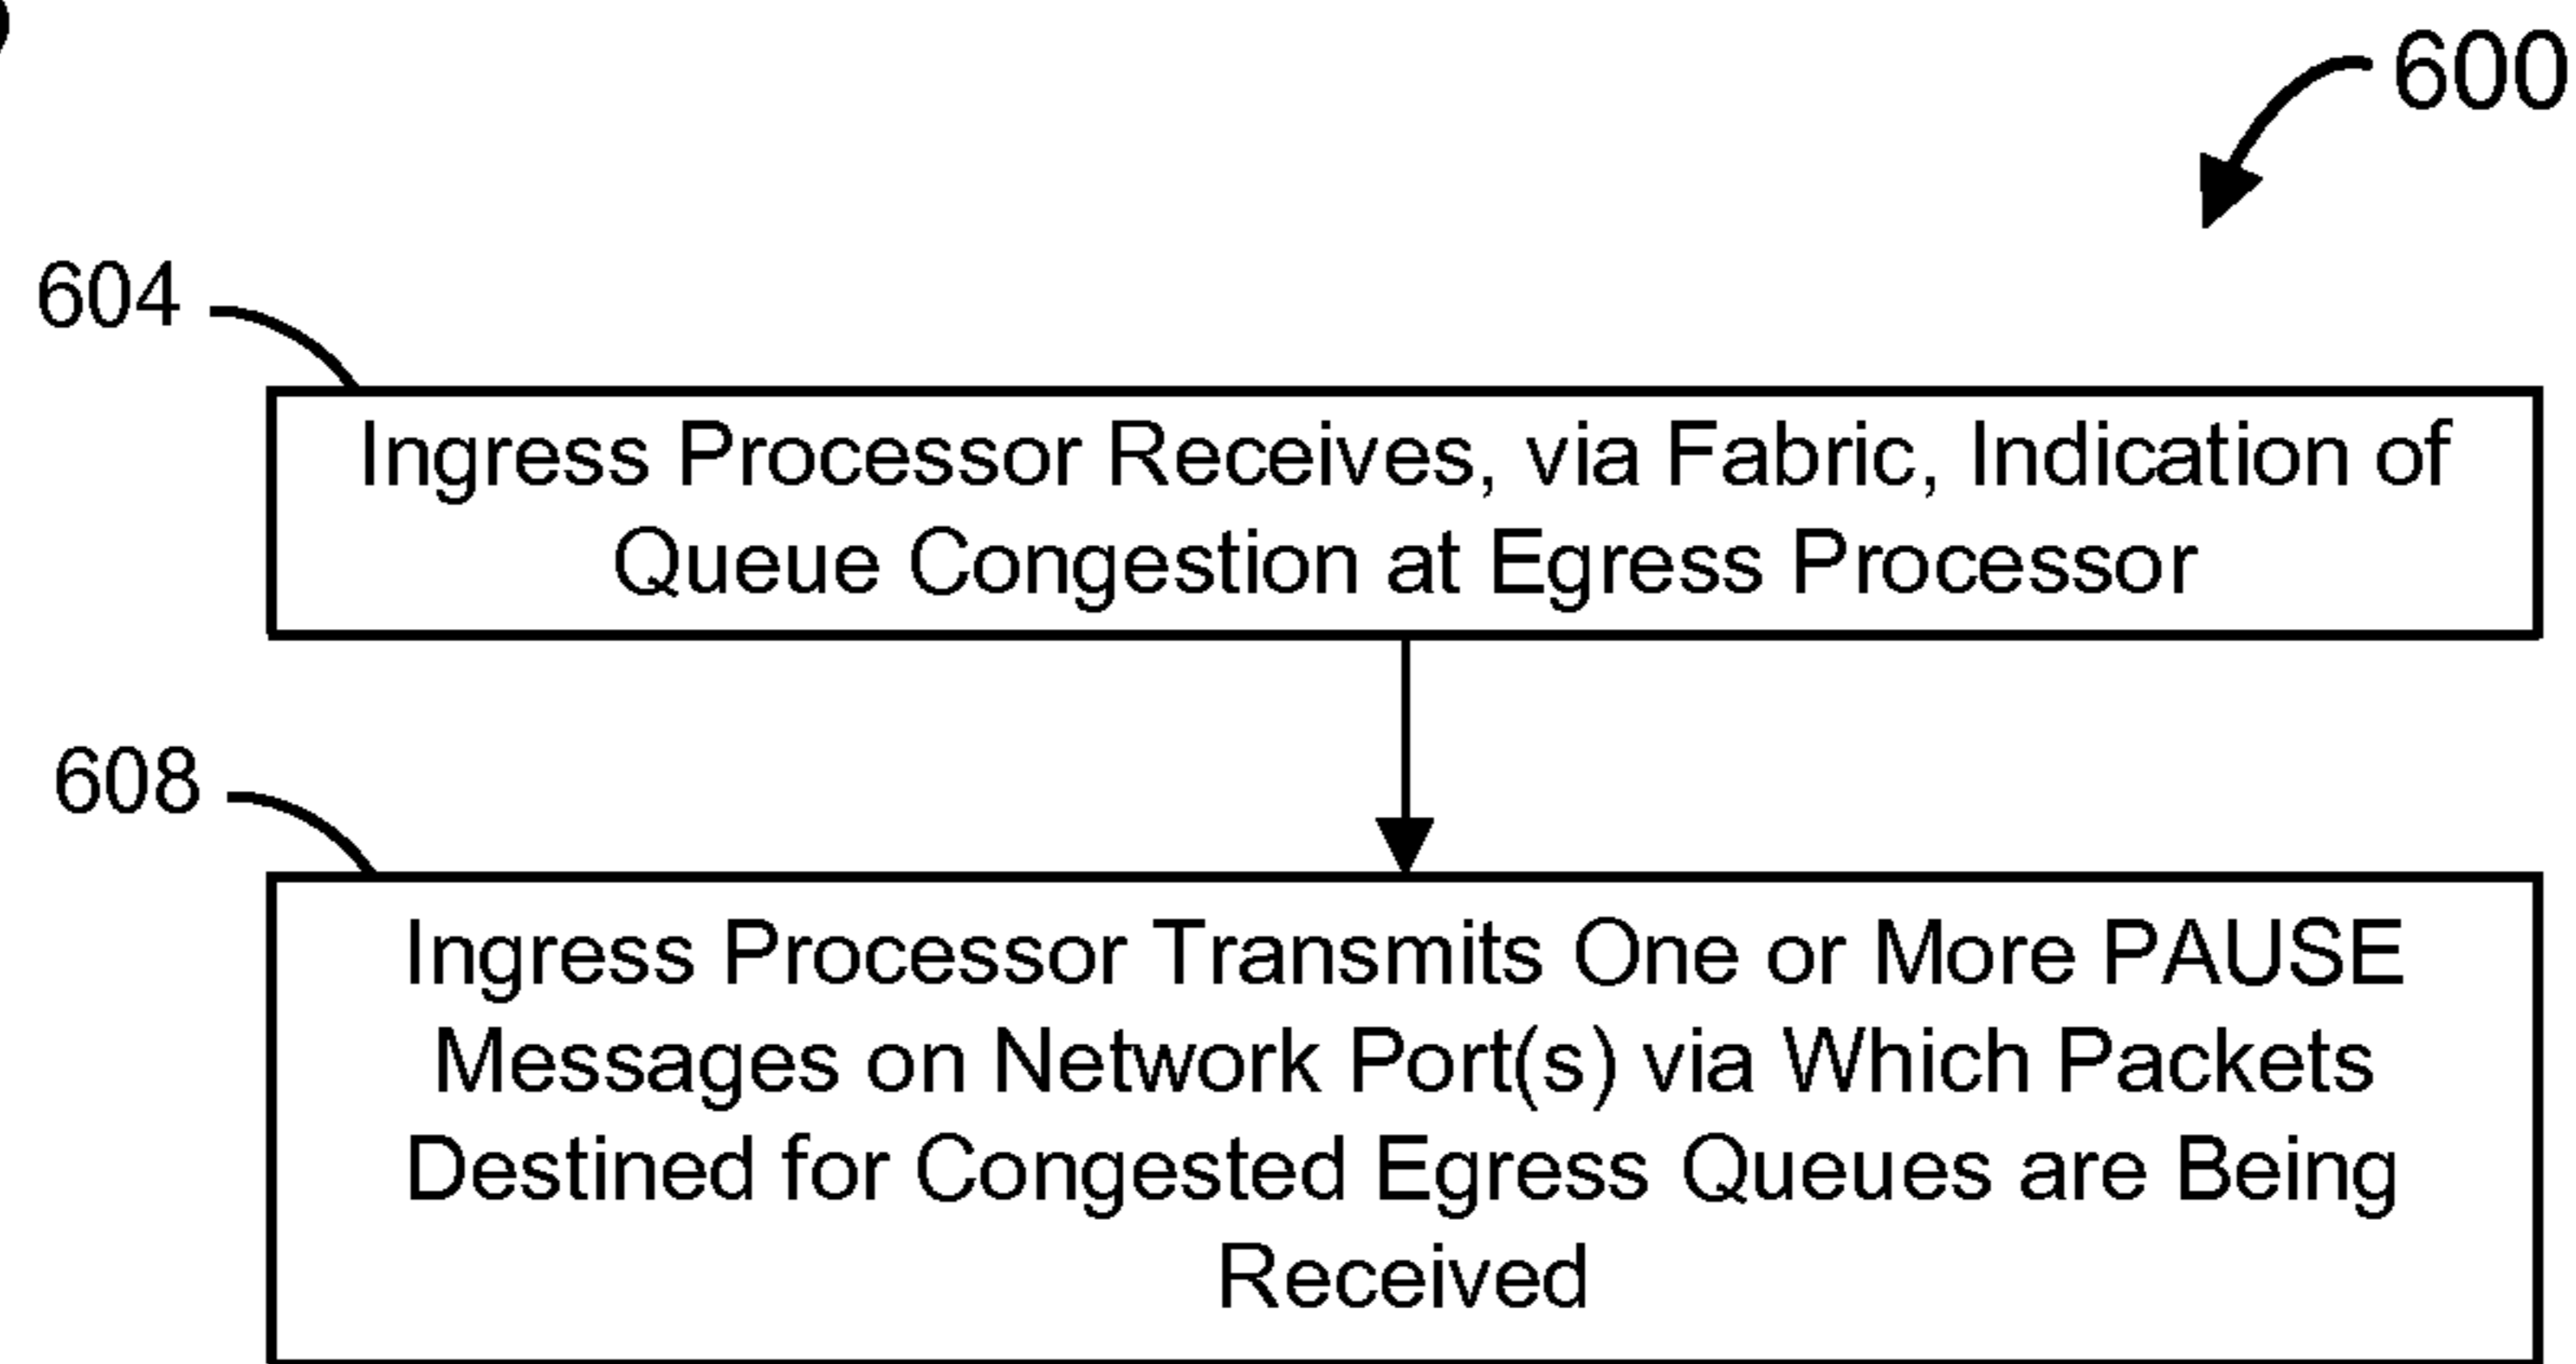 600
604
Ingress Processor Receives, via Fabric, Indication of
Queue Congestion at Egress Processor
608
Ingress Processor Transmits One or More PAUSE
Messages on Network Port(s) via Which Packets
Destined for Congested Egress Queues are Being
Received